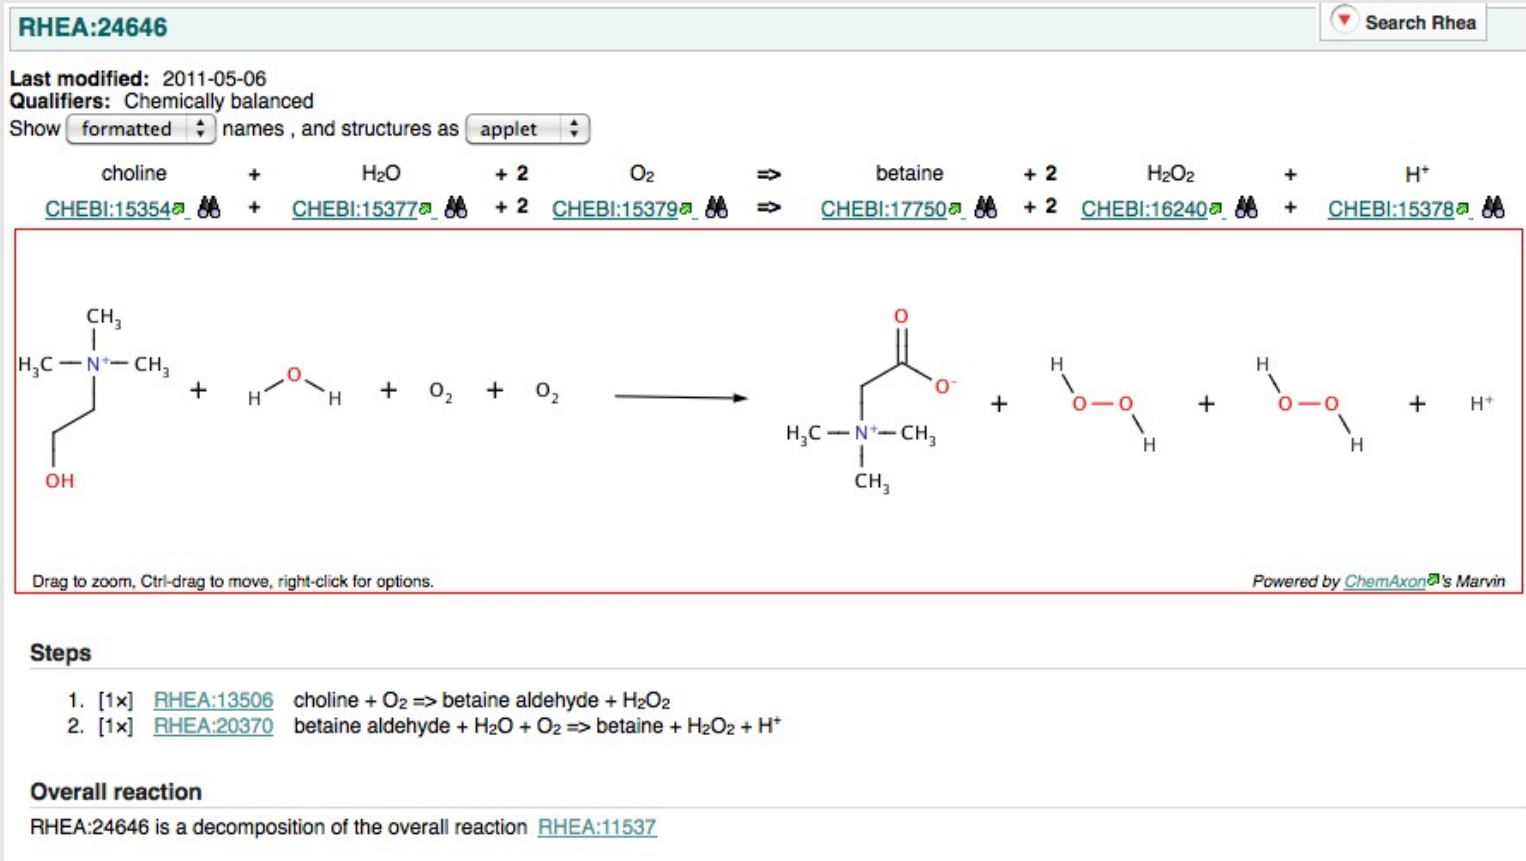 RHEA:24646
Search Rhea
Last modified: 2011-05-06
Qualifiers: Chemically balanced
Show formatted names , and structures as applet
choline + H₂O + 2 O₂ => betaine + 2 H₂O₂ + H⁺
CHEBI:15354 + CHEBI:15377 + 2 CHEBI:15379 => CHEBI:17750 + 2 CHEBI:16240 + CHEBI:15378
CH₃
H₃C N⁺ CH₃
OH
+
H O H
+ O₂ + O₂
O
O⁻
H₃C N⁺ CH₃
CH₃
+
H
O O
H
+
H
O O
H
+ H⁺
Drag to zoom, Ctrl-drag to move, right-click for options.
Powered by ChemAxon's Marvin
Steps
1. [1x] RHEA:13506 choline + O₂ => betaine aldehyde + H₂O₂
2. [1x] RHEA:20370 betaine aldehyde + H₂O + O₂ => betaine + H₂O₂ + H⁺
Overall reaction
RHEA:24646 is a decomposition of the overall reaction RHEA:11537